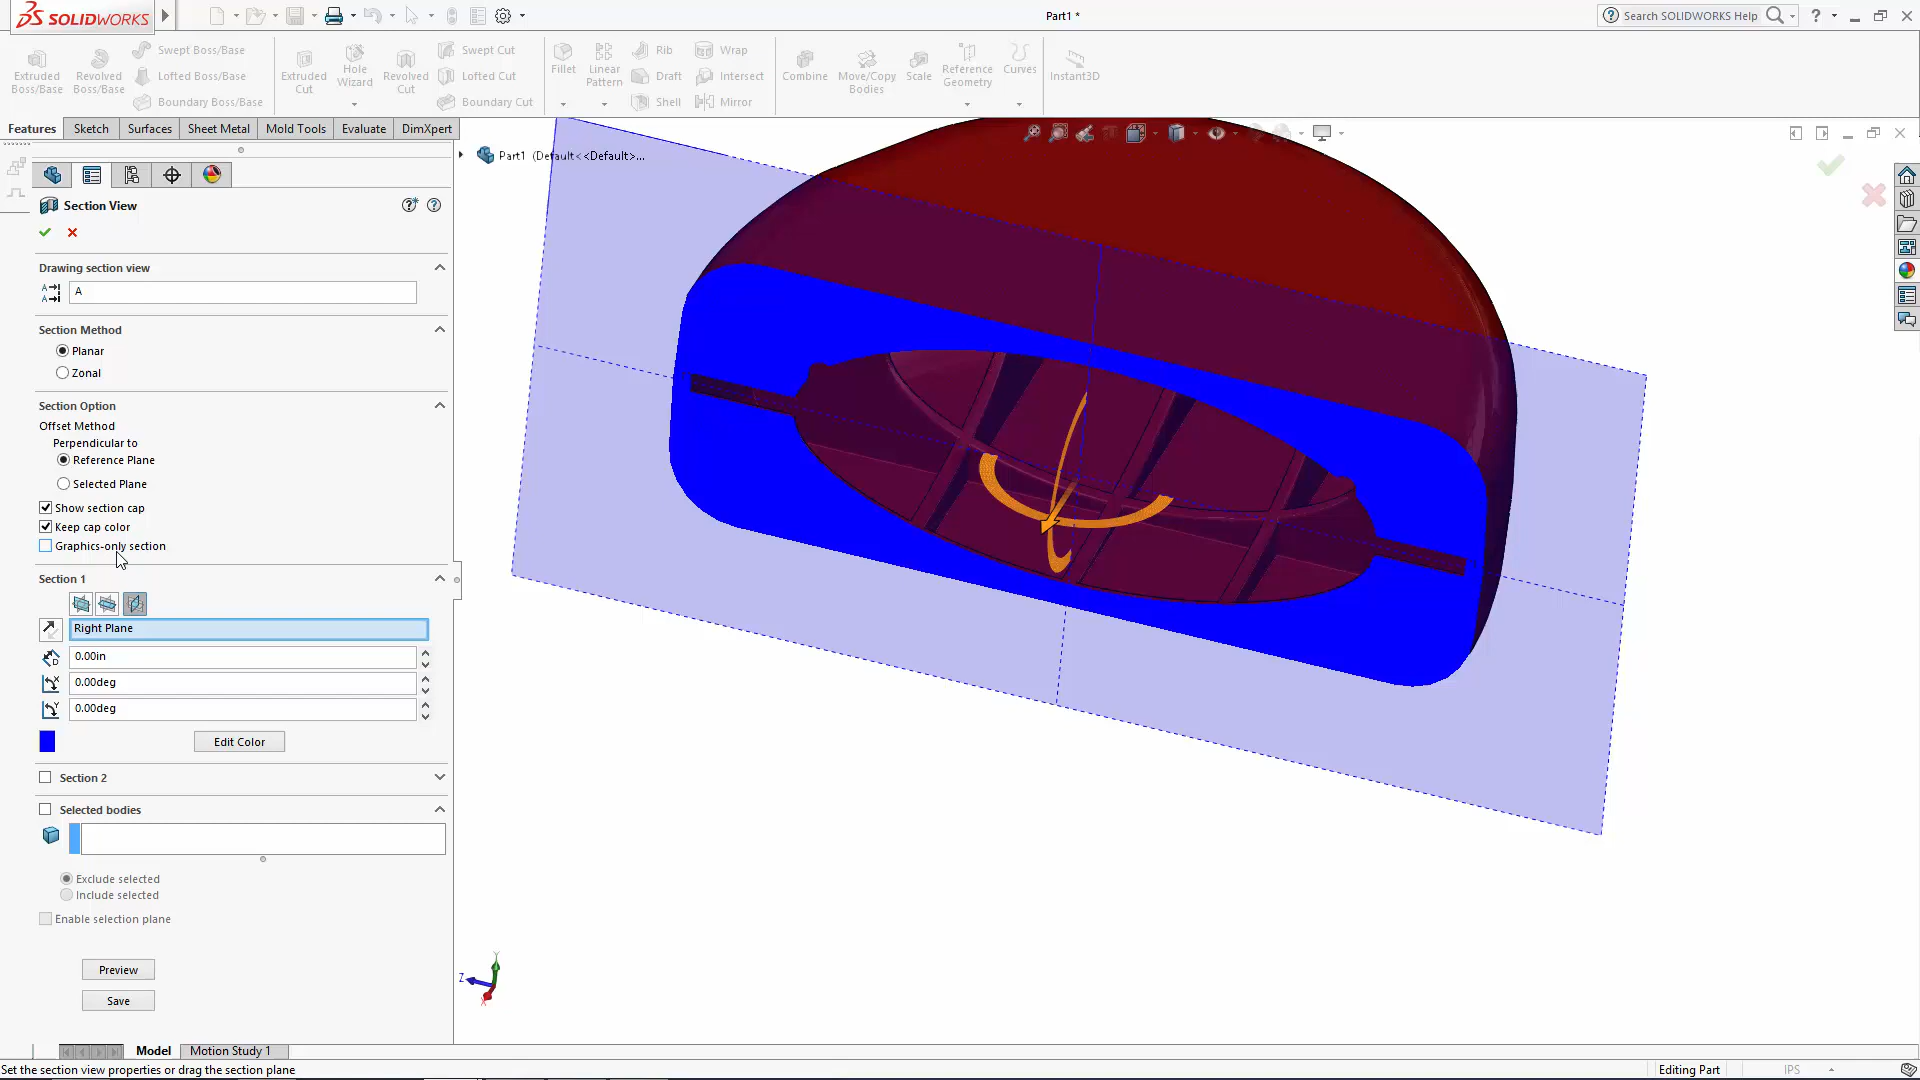 SOLIDWORKS
Part1 *
Search SOLIDWORKS Help
Extruded Boss/Base
Revolved Boss/Base
Swept Boss/Base
Lofted Boss/Base
Boundary Boss/Base
Extruded Cut
Hole Wizard
Revolved Cut
Swept Cut
Lofted Cut
Boundary Cut
Fillet
Linear Pattern
Rib
Draft
Shell
Wrap
Intersect
Mirror
Combine
Move/Copy Bodies
Scale
Reference Geometry
Curves
Instant3D
Features Sketch Surfaces Sheet Metal Mold Tools Evaluate DimXpert
Part1 (Default<<Default>...
Section View
Drawing section view
A
Section Method
Planar
Zonal
Section Option
Offset Method
Perpendicular to
Reference Plane
Selected Plane
Show section cap
Keep cap color
Graphics-only section
Section 1
Right Plane
0.00in
0.00deg
0.00deg
Edit Color
Section 2
Selected bodies
Exclude selected
Include selected
Enable selection plane
Preview
Save
Y
Z
X
Model Motion Study 1
Set the section view properties or drag the section plane
Editing Part
IPS